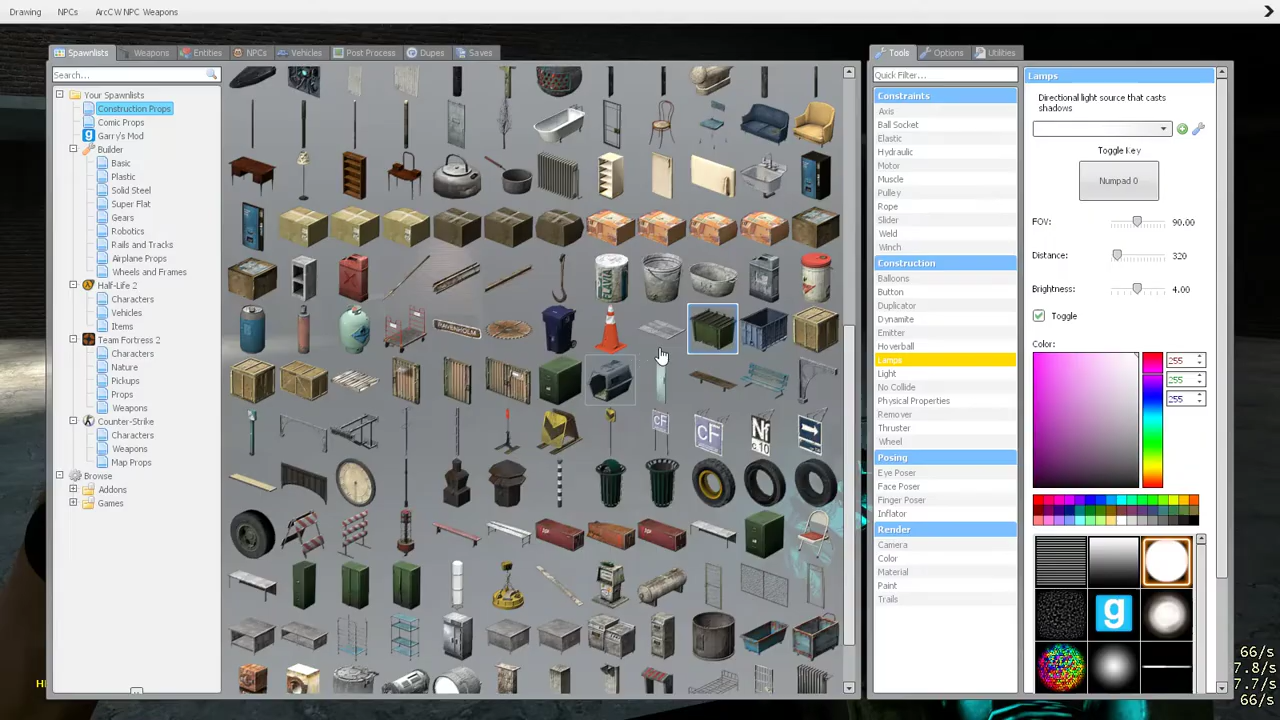 Drawing NPCs ArcCW NPC Weapons
Spawnlists Weapons Entities NPCs Vehicles Post Process Dupes Saves
Search...
Your Spawnlists
Construction Props
Comic Props
Garry's Mod
Builder
Basic
Plastic
Solid Steel
Super Flat
Gears
Robotics
Rails and Tracks
Airplane Props
Wheels and Frames
Half-Life 2
Characters
Vehicles
Items
Team Fortress 2
Characters
Nature
Pickups
Props
Weapons
Counter-Strike
Characters
Weapons
Map Props
Browse
Addons
Games
RAVENHOLM
CF
CF
Nf
c 10
Tools Options Utilities
Quick Filter...
Constraints
Axis
Ball Socket
Elastic
Hydraulic
Motor
Muscle
Pulley
Rope
Slider
Weld
Winch
Construction
Balloons
Button
Duplicator
Dynamite
Emitter
Hoverball
Lamps
Light
No Collide
Physical Properties
Remover
Thruster
Wheel
Posing
Eye Poser
Face Poser
Finger Poser
Inflator
Render
Camera
Color
Material
Paint
Trails
Lamps
Directional light source that casts
shadows
Toggle Key
Numpad 0
FOV: 90.00
Distance: 320
Brightness: 4.00
Toggle
Color:
255
255
255
g
66/s
7.8/s
7.7/s
66/s